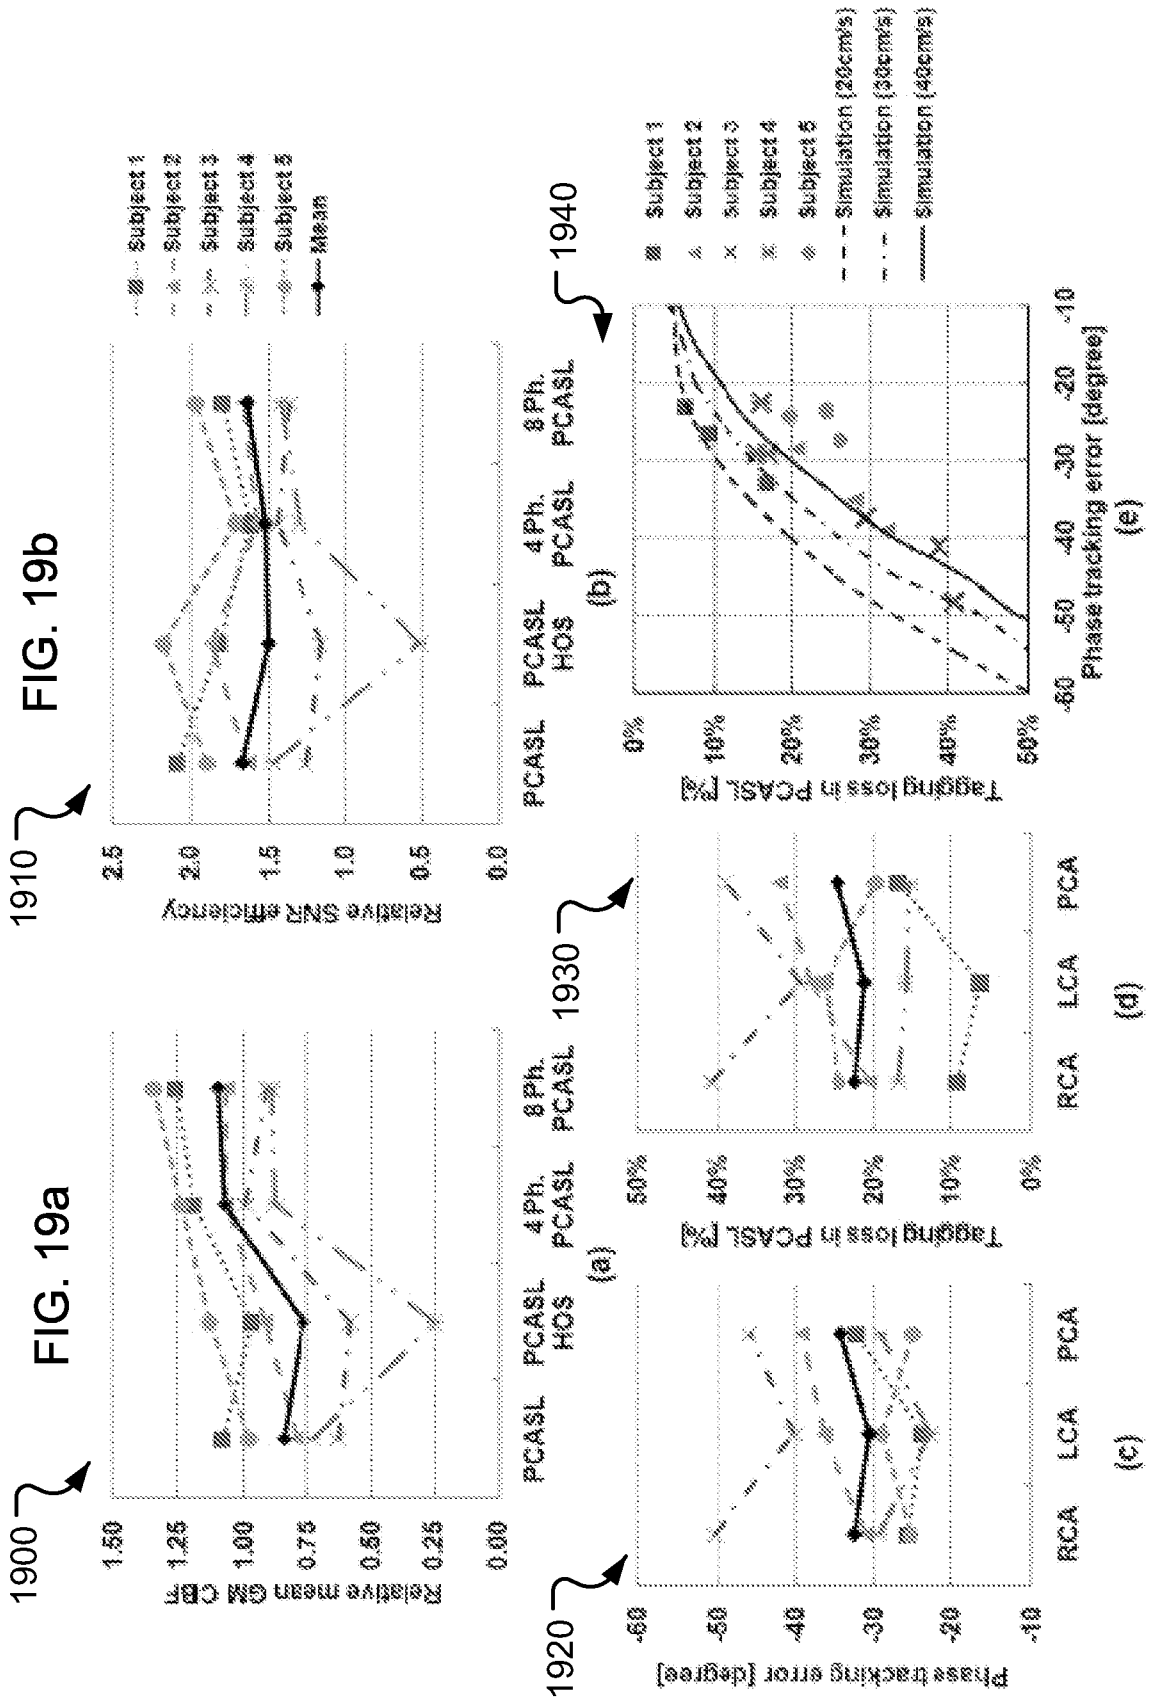 FIG. 19a
1900
1.50
1.25
1.00
0.75
0.50
0.25
0.00
Relative mean GM CBF
PCASL
PCASL HOS
4 Ph. PCASL
8 Ph. PCASL
(a)
FIG. 19b
1910
2.5
2.0
1.5
1.0
0.5
0.0
Relative SNR efficiency
PCASL
PCASL HOS
4 Ph. PCASL
8 Ph. PCASL
(b)
Subject 1
Subject 2
Subject 3
Subject 4
Subject 5
Mean
1920
-60
-50
-40
-30
-20
-10
Phase tracking error [degree]
RCA
LCA
PCA
(c)
1930
50%
40%
30%
20%
10%
0%
Tagging loss in PCASL [%]
RCA
LCA
PCA
(d)
1940
0%
10%
20%
30%
40%
50%
Tagging loss in PCASL [%]
-60
-50
-40
-30
-20
-10
Phase tracking error [degree]
(e)
Subject 1
Subject 2
Subject 3
Subject 4
Subject 5
Simulation (20cm/s)
Simulation (30cm/s)
Simulation (40cm/s)